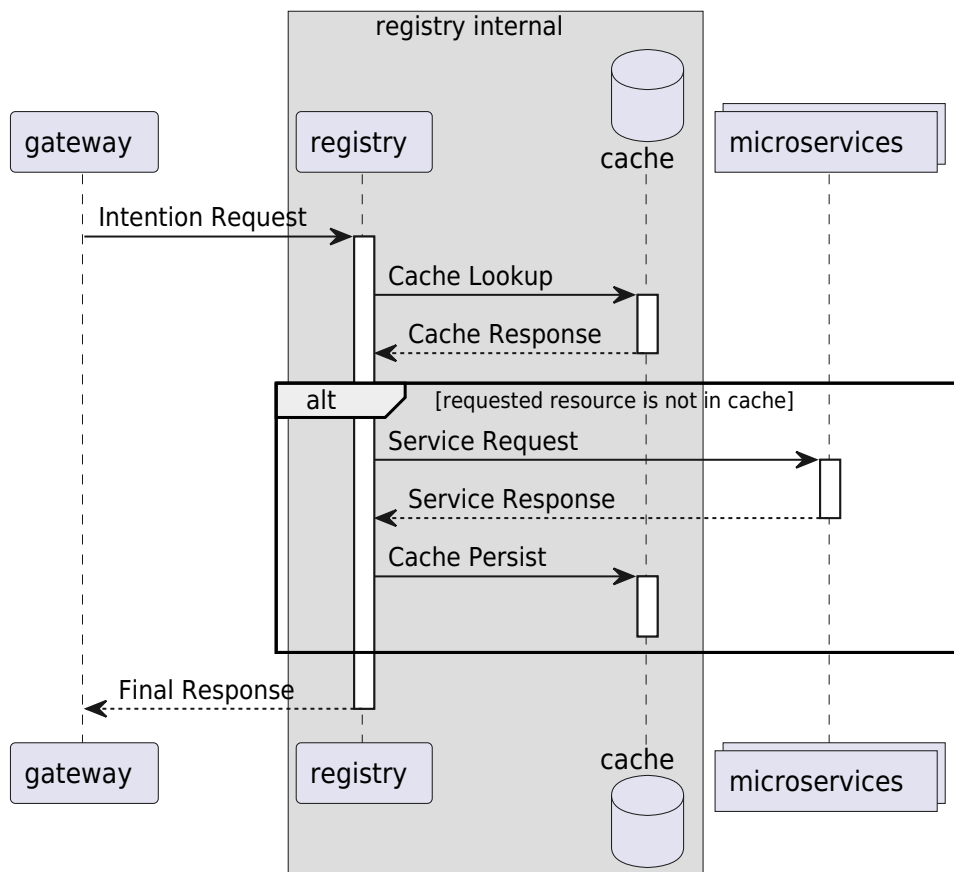 registry internal
gateway
registry
cache
microservices
Intention Request
Cache Lookup
Cache Response
alt
[requested resource is not in cache]
Service Request
Service Response
Cache Persist
Final Response
gateway
registry
cache
microservices